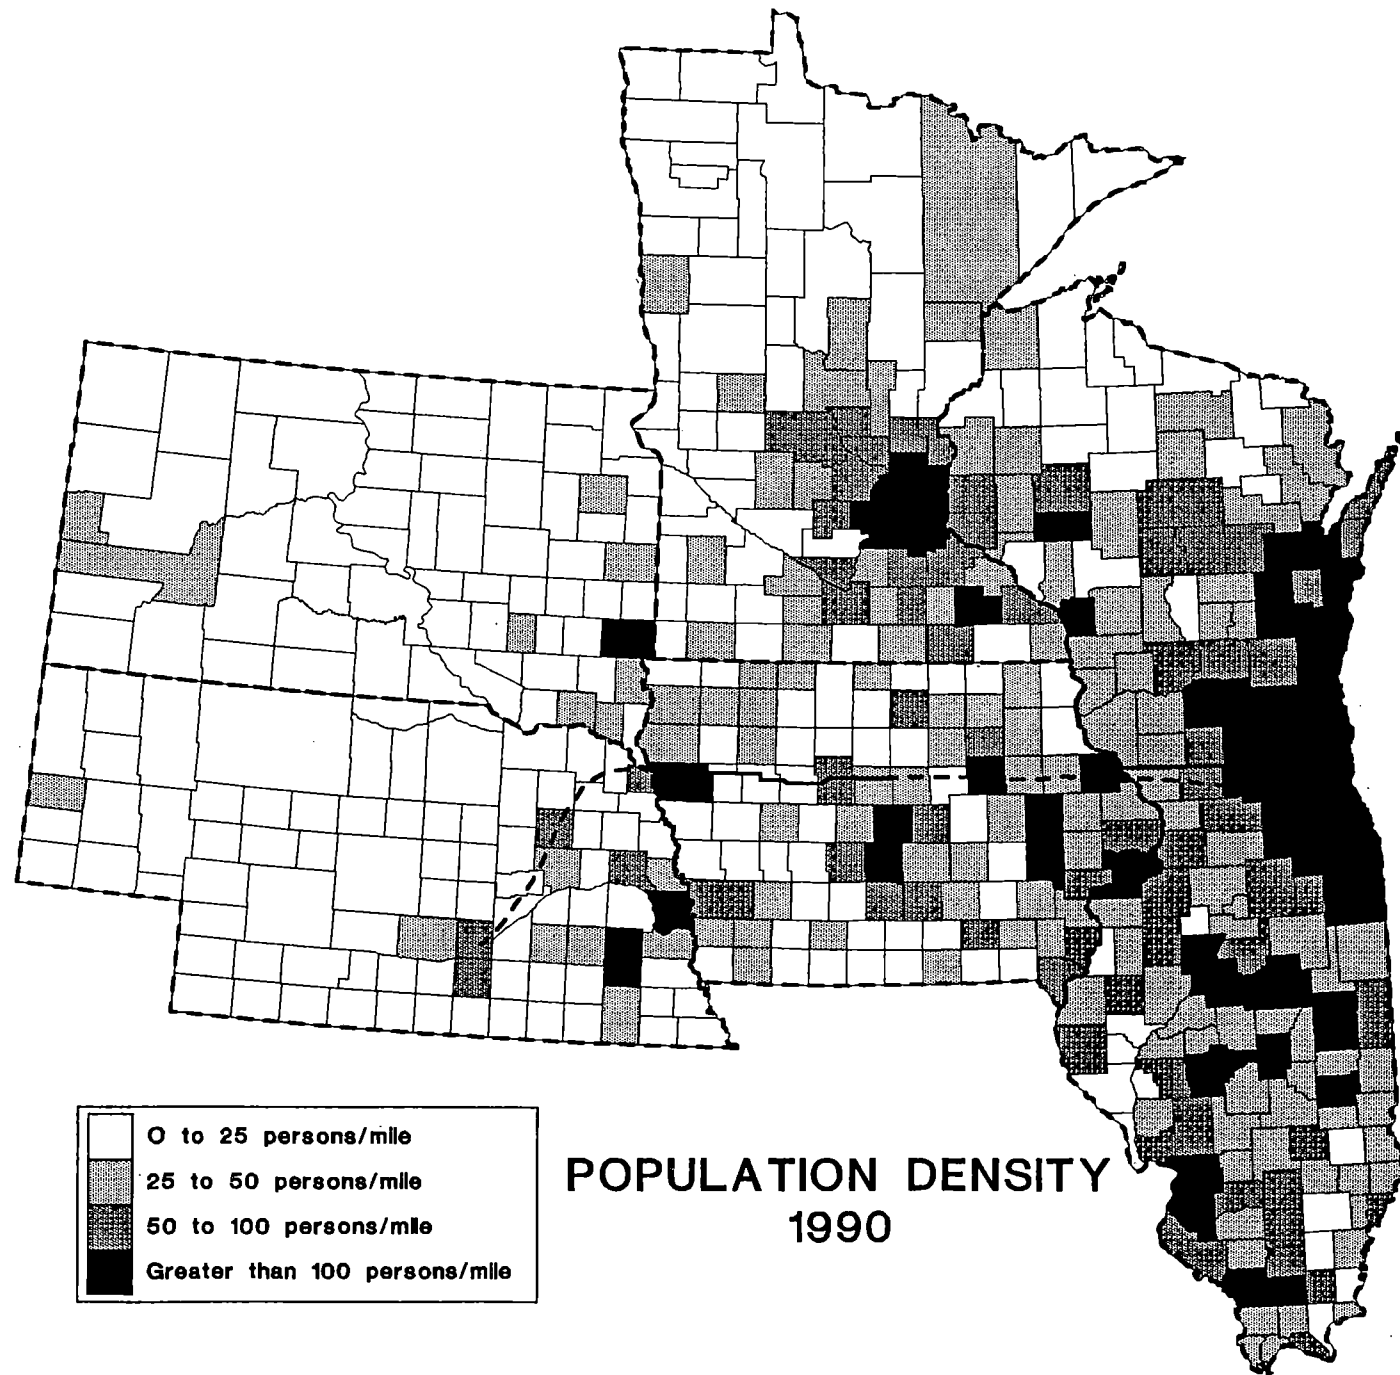 0 to 25 persons/mile
25 to 50 persons/mile
50 to 100 persons/mile
Greater than 100 persons/mile
POPULATION DENSITY
1990